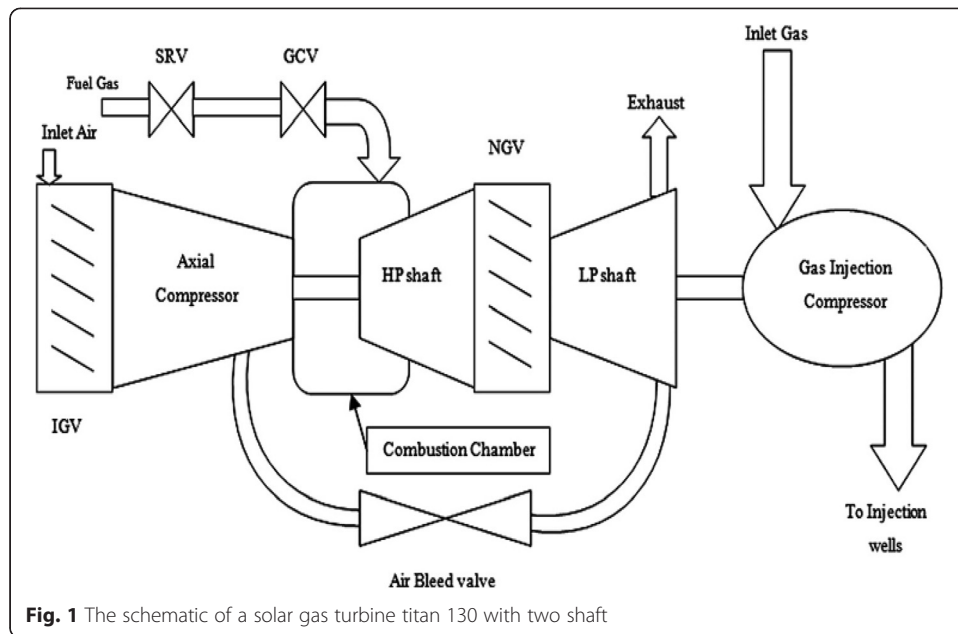 SRV
GCV
Inlet Gas
Fuel Gas
Exhaust
Inlet Air
NGV
Axial
Compressor
HP shaft
LP shaft
Gas Injection
Compressor
IGV
Combustion Chamber
To Injection
wells
Air Bleed valve
Fig. 1 The schematic of a solar gas turbine titan 130 with two shaft